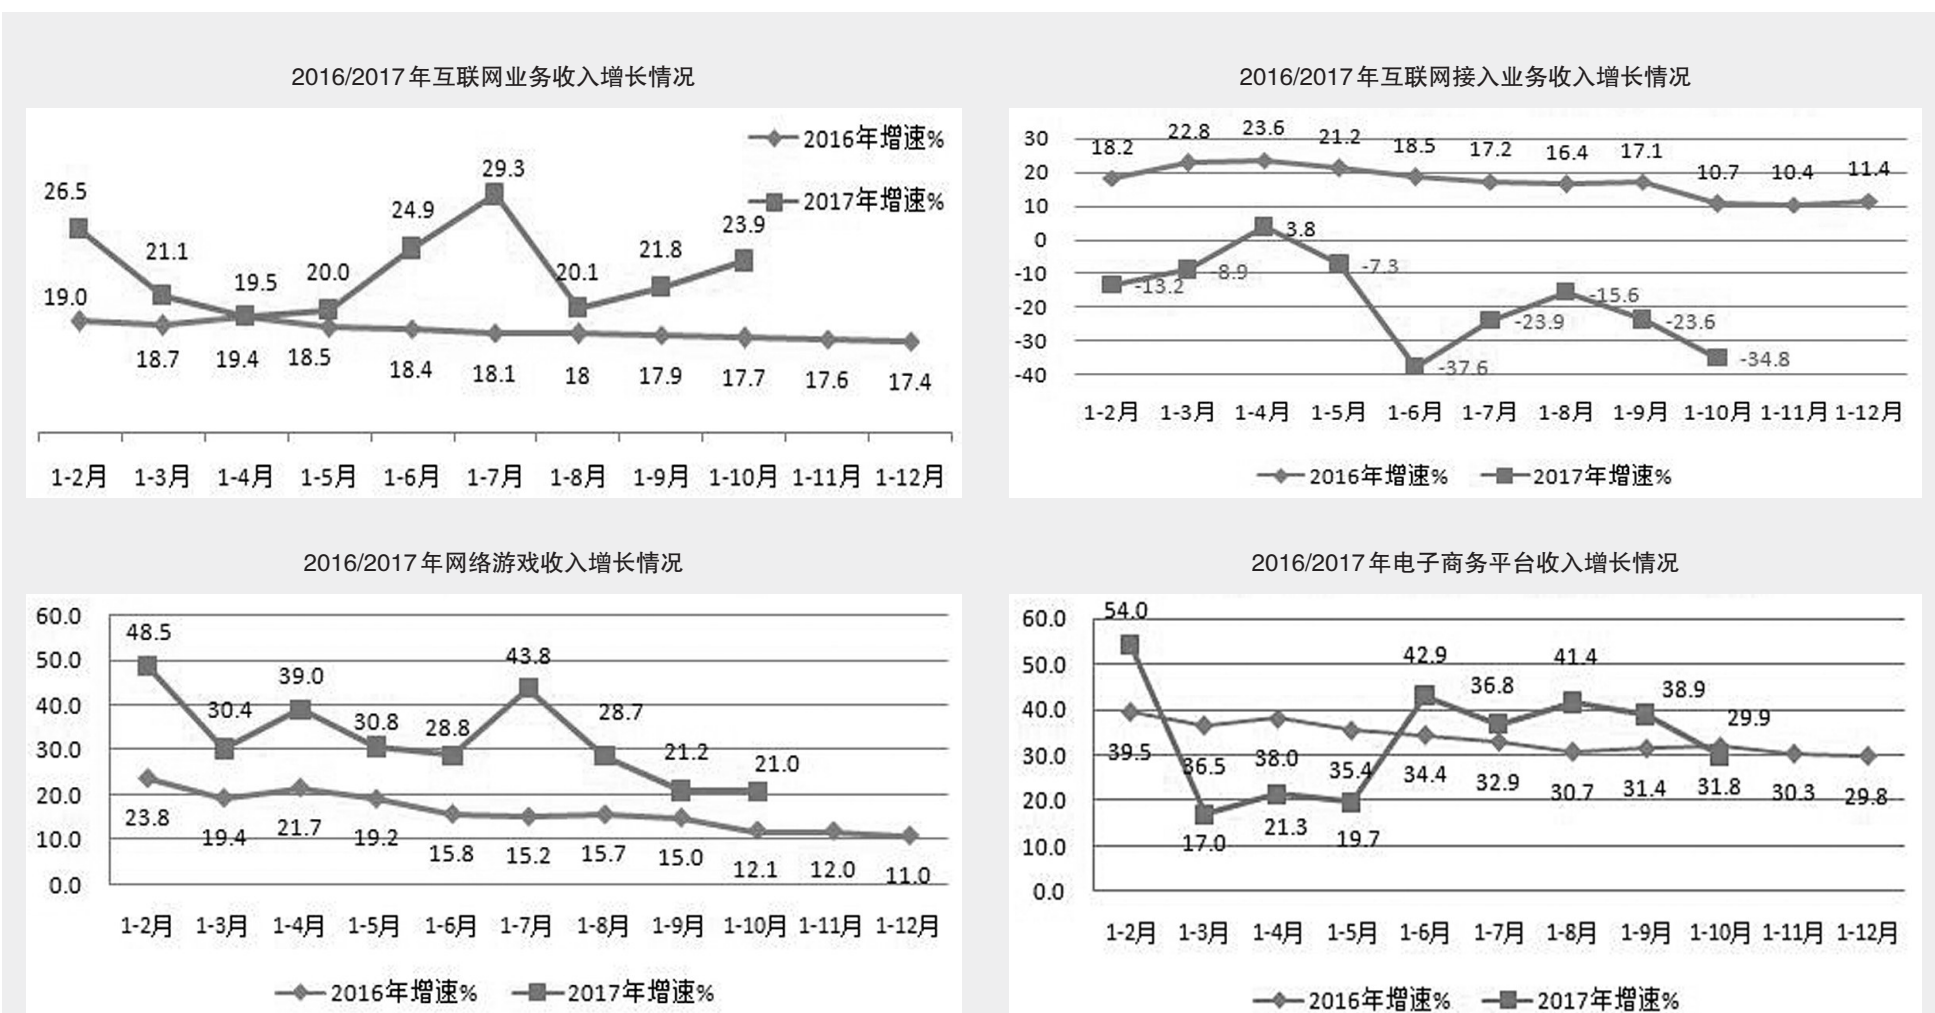 2016/2017年互联网业务收入增长情况
2016年增速%
2017年增速%
26.5 21.1 19.5 20.0 24.9 29.3 20.1 21.8 23.9
19.0 18.7 19.4 18.5 18.4 18.1 18 17.9 17.7 17.6 17.4
1-2月 1-3月 1-4月 1-5月 1-6月 1-7月 1-8月 1-9月 1-10月 1-11月 1-12月
2016/2017年互联网接入业务收入增长情况
30
20
10
0
-10
-20
-30
-40
18.2 22.8 23.6 21.2 18.5 17.2 16.4 17.1 10.7 10.4 11.4
-13.2 -8.9 3.8 -7.3 -37.6 -23.9 -15.6 -23.6 -34.8
1-2月 1-3月 1-4月 1-5月 1-6月 1-7月 1-8月 1-9月 1-10月 1-11月 1-12月
2016年增速% 2017年增速%
2016/2017年网络游戏收入增长情况
60.0
50.0
40.0
30.0
20.0
10.0
0.0
48.5 30.4 39.0 30.8 28.8 43.8 28.7 21.2 21.0
23.8 19.4 21.7 19.2 15.8 15.2 15.7 15.0 12.1 12.0 11.0
1-2月 1-3月 1-4月 1-5月 1-6月 1-7月 1-8月 1-9月 1-10月 1-11月 1-12月
2016年增速% 2017年增速%
2016/2017年电子商务平台收入增长情况
60.0
50.0
40.0
30.0
20.0
10.0
0.0
54.0 17.0 21.3 19.7 42.9 36.8 41.4 38.9 29.9
39.5 36.5 38.0 35.4 34.4 32.9 30.7 31.4 31.8 30.3 29.8
1-2月 1-3月 1-4月 1-5月 1-6月 1-7月 1-8月 1-9月 1-10月 1-11月 1-12月
2016年增速% 2017年增速%